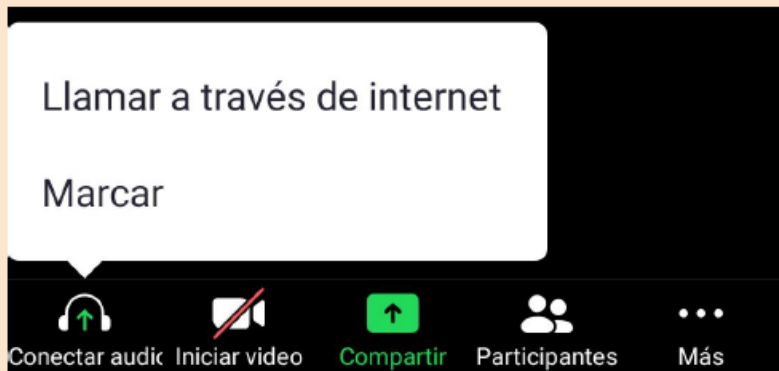 Llamar a través de internet
Marcar
Conectar audic Iniciar video Compartir Participantes Más